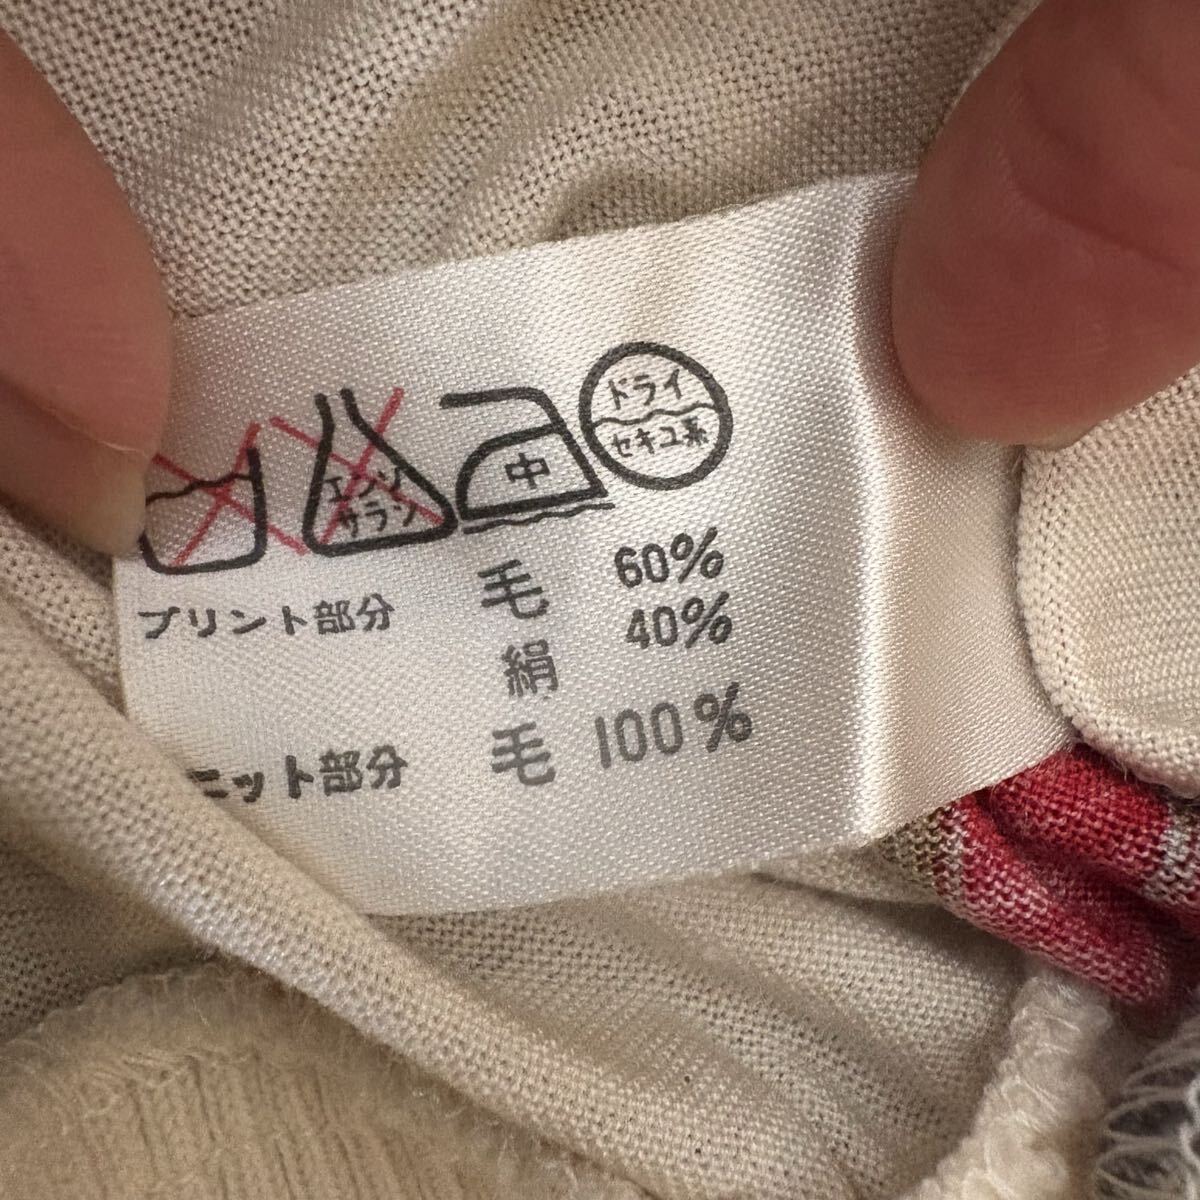 エンソ
サラシ
中
ドライ
セキユ系
プリント部分 毛 60%
絹 40%
ニット部分 毛 100%